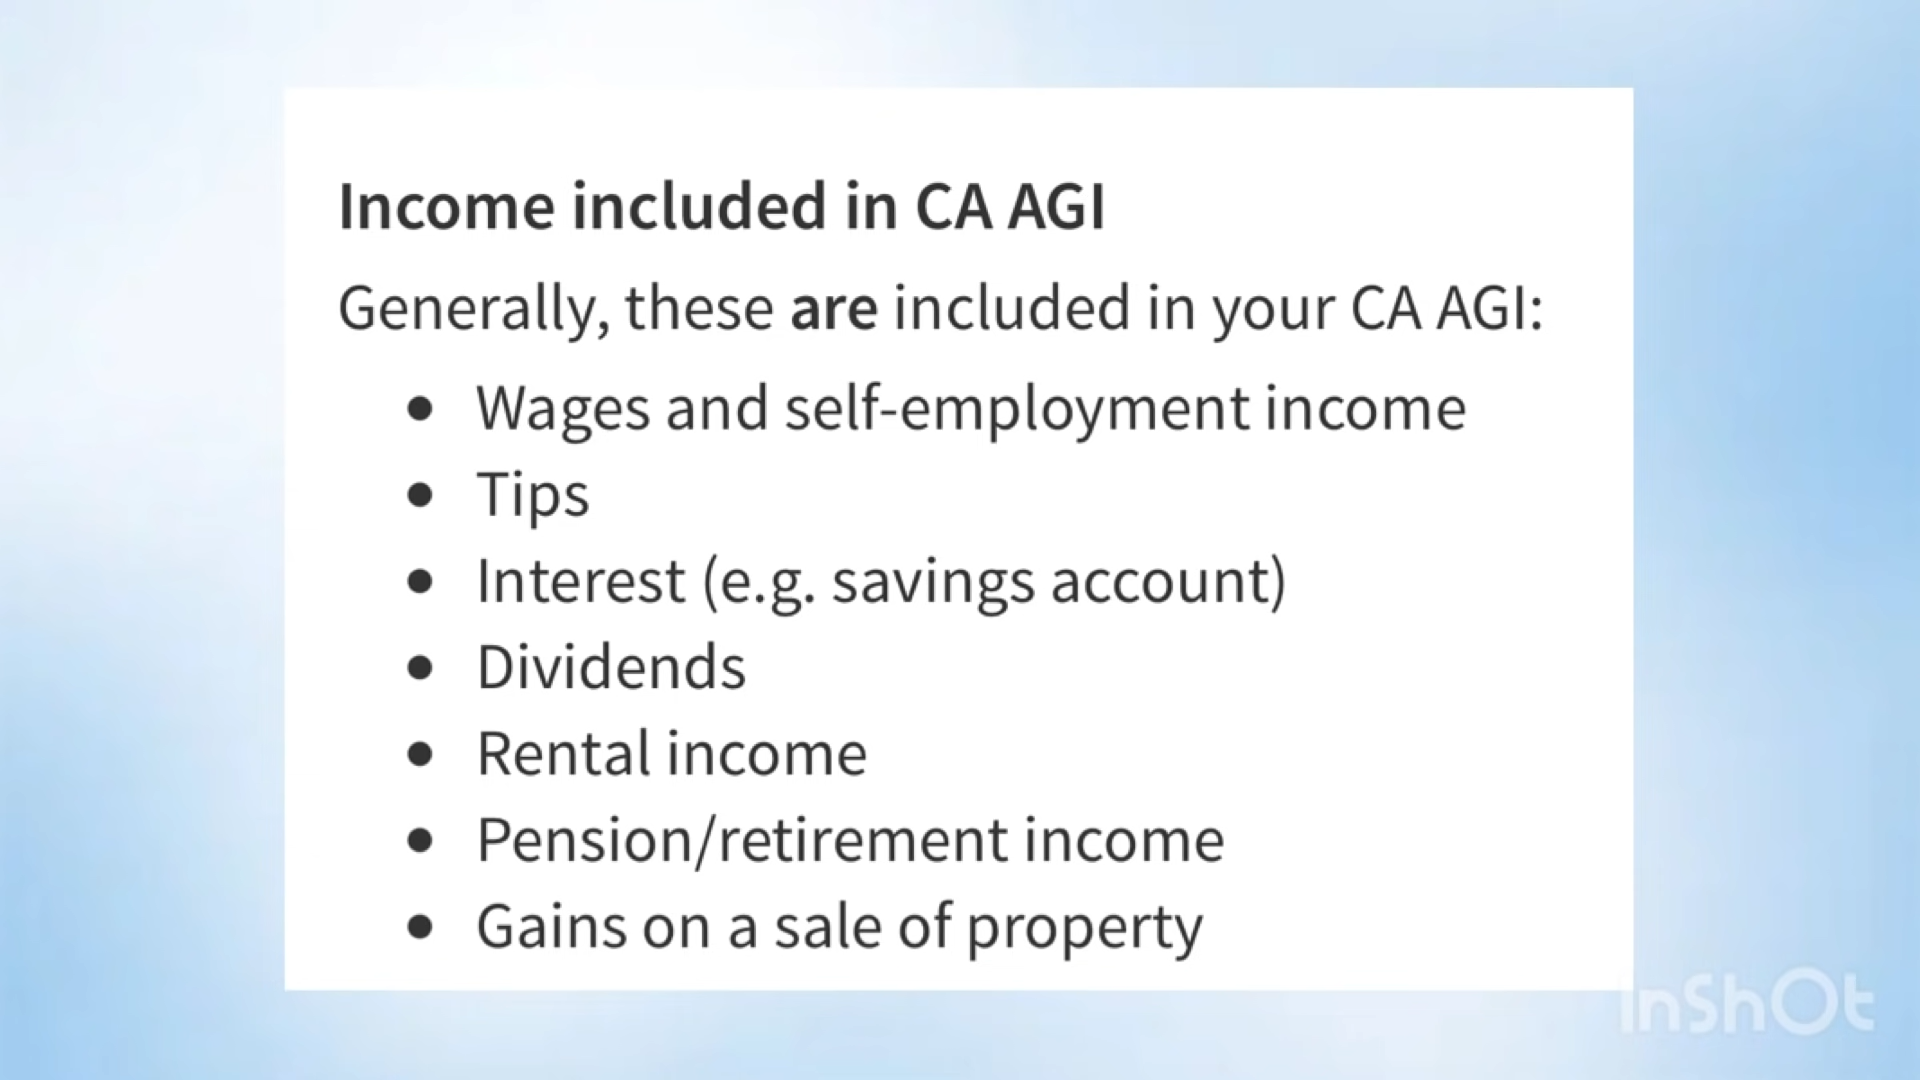 Income included in CA AGI
Generally, these are included in your CA AGI:
• Wages and self-employment income
• Tips
• Interest (e.g. savings account)
• Dividends
• Rental income
• Pension/retirement income
• Gains on a sale of property
InShOt